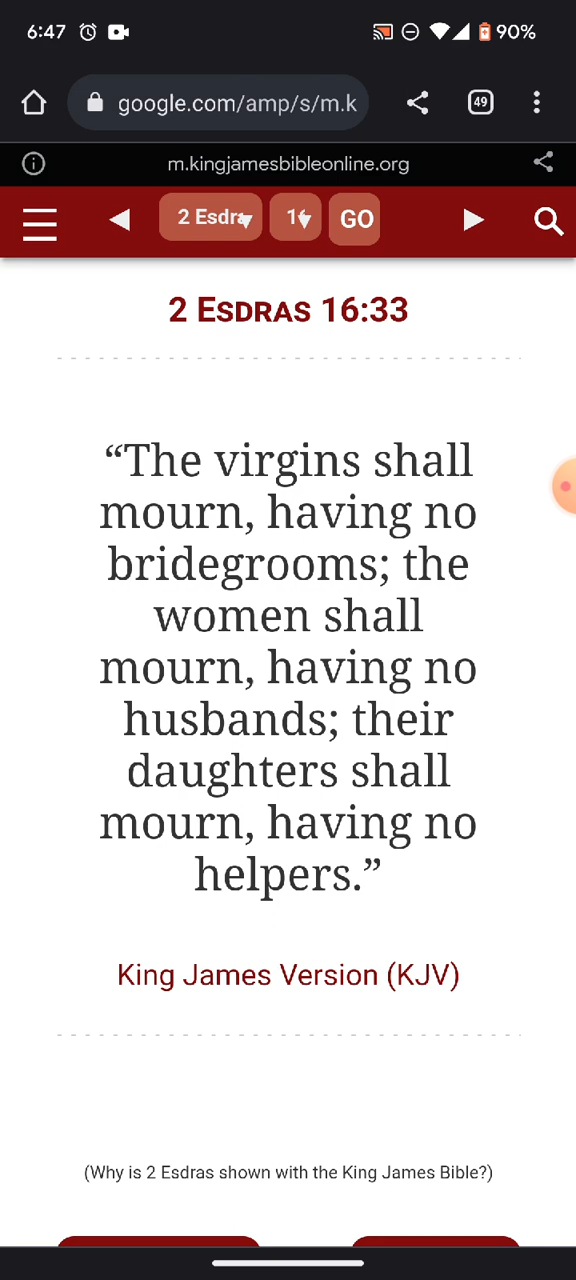 6:47 90%
google.com/amp/s/m.k 49
m.kingjamesbibleonline.org
2 Esdra 16 GO
2 ESDRAS 16:33
“The virgins shall
mourn, having no
bridegrooms; the
women shall
mourn, having no
husbands; their
daughters shall
mourn, having no
helpers.”
King James Version (KJV)
(Why is 2 Esdras shown with the King James Bible?)